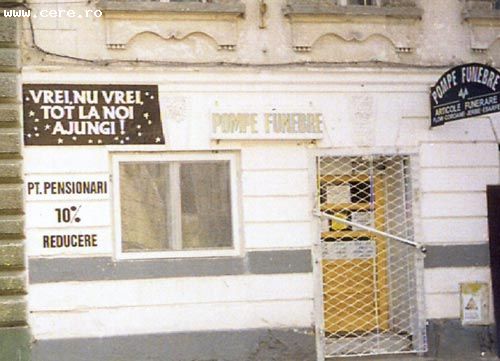 www.cere.ro
VREI, NU VREI,
TOT LA NOI
AJUNGI!
POMPE FUNEBRE
POMPE FUNEBRE
ARTICOLE FUNERARE
PT. PENSIONARI
10%
REDUCERE